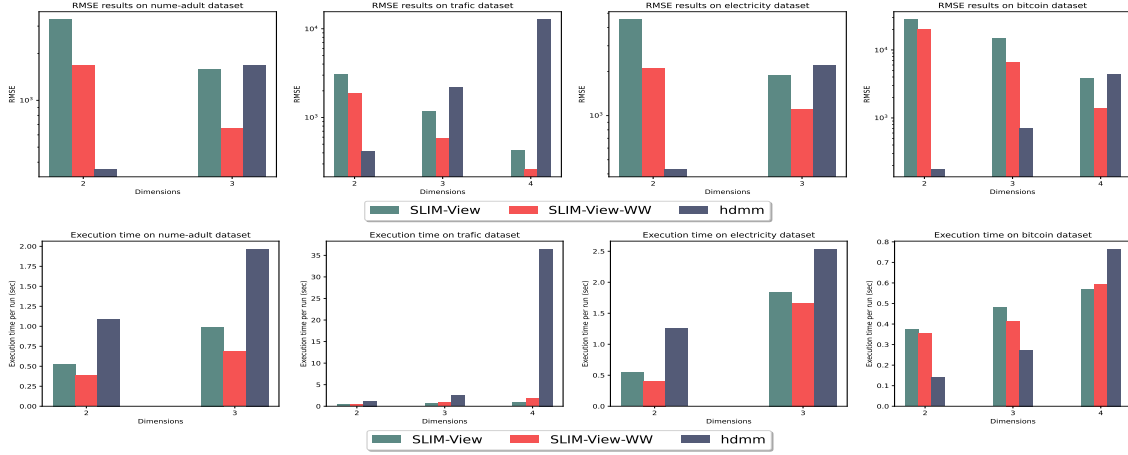 RMSE results on nume-adult dataset
RMSE
10³
2 3
Dimensions
RMSE results on trafic dataset
RMSE
10⁴
10³
2 3 4
Dimensions
RMSE results on electricity dataset
RMSE
10³
2 3
Dimensions
RMSE results on bitcoin dataset
RMSE
10⁴
10³
2 3 4
Dimensions
SLIM-View SLIM-View-WW hdmm
Execution time on nume-adult dataset
Execution time per run (sec)
2.00
1.75
1.50
1.25
1.00
0.75
0.50
0.25
0.00
2 3
Dimensions
Execution time on trafic dataset
Execution time per run (sec)
35
30
25
20
15
10
5
0
2 3 4
Dimensions
Execution time on electricity dataset
Execution time per run (sec)
2.5
2.0
1.5
1.0
0.5
0.0
2 3
Dimensions
Execution time on bitcoin dataset
Execution time per run (sec)
0.8
0.7
0.6
0.5
0.4
0.3
0.2
0.1
0.0
2 3 4
Dimensions
SLIM-View SLIM-View-WW hdmm